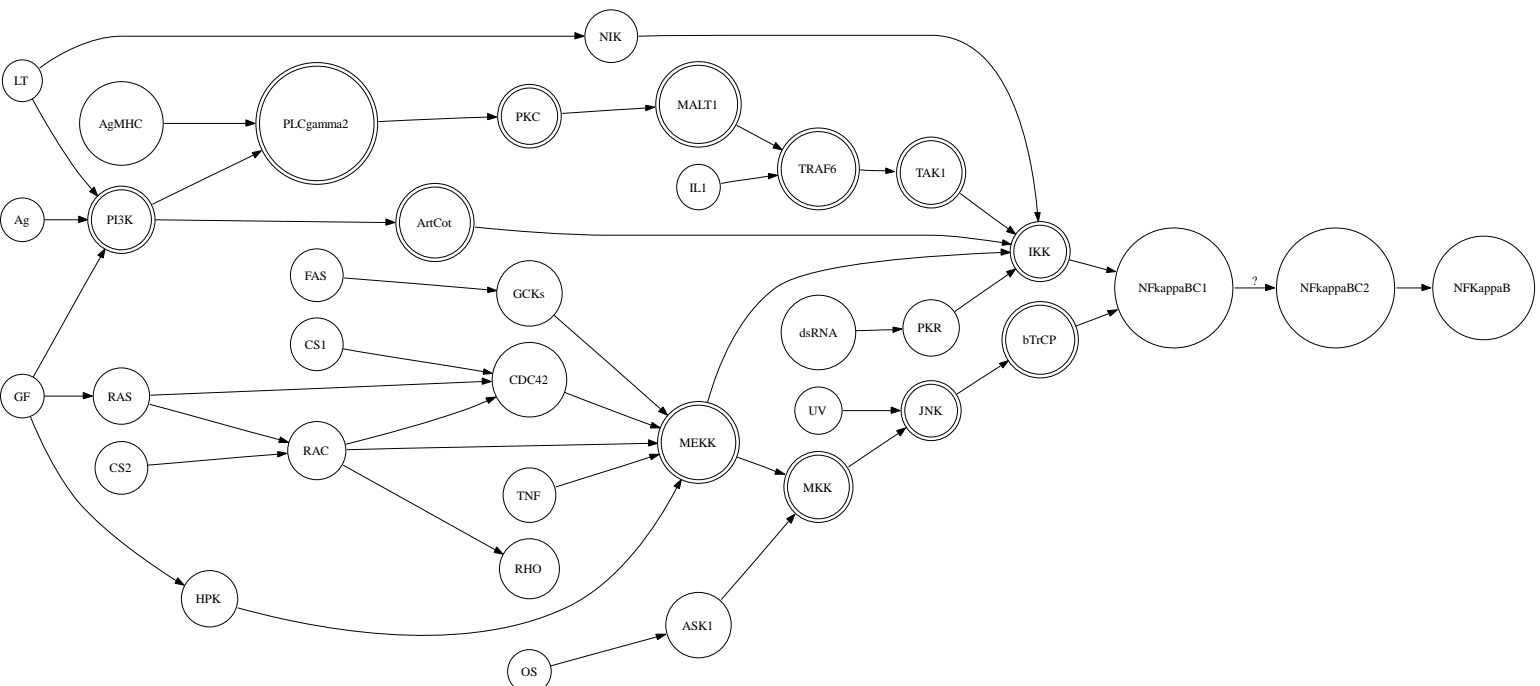 NIK
LT
AgMHC
PLCgamma2
PKC
MALT1
TRAF6
TAK1
IL1
Ag
PI3K
ArtCot
IKK
FAS
GCKs
NFkappaBC1
?
NFkappaBC2
NFKappaB
dsRNA
PKR
bTrCP
CS1
CDC42
GF
RAS
UV
JNK
RAC
MEKK
CS2
MKK
TNF
RHO
HPK
ASK1
OS